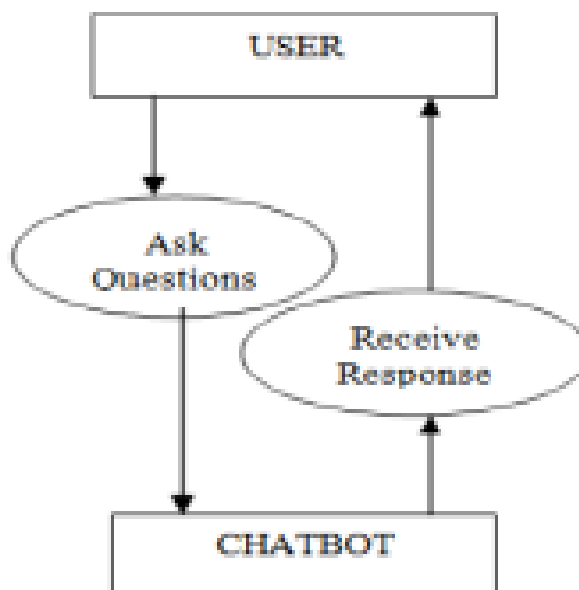 USER
Ask
Questions
Receive
Response
CHATBOT